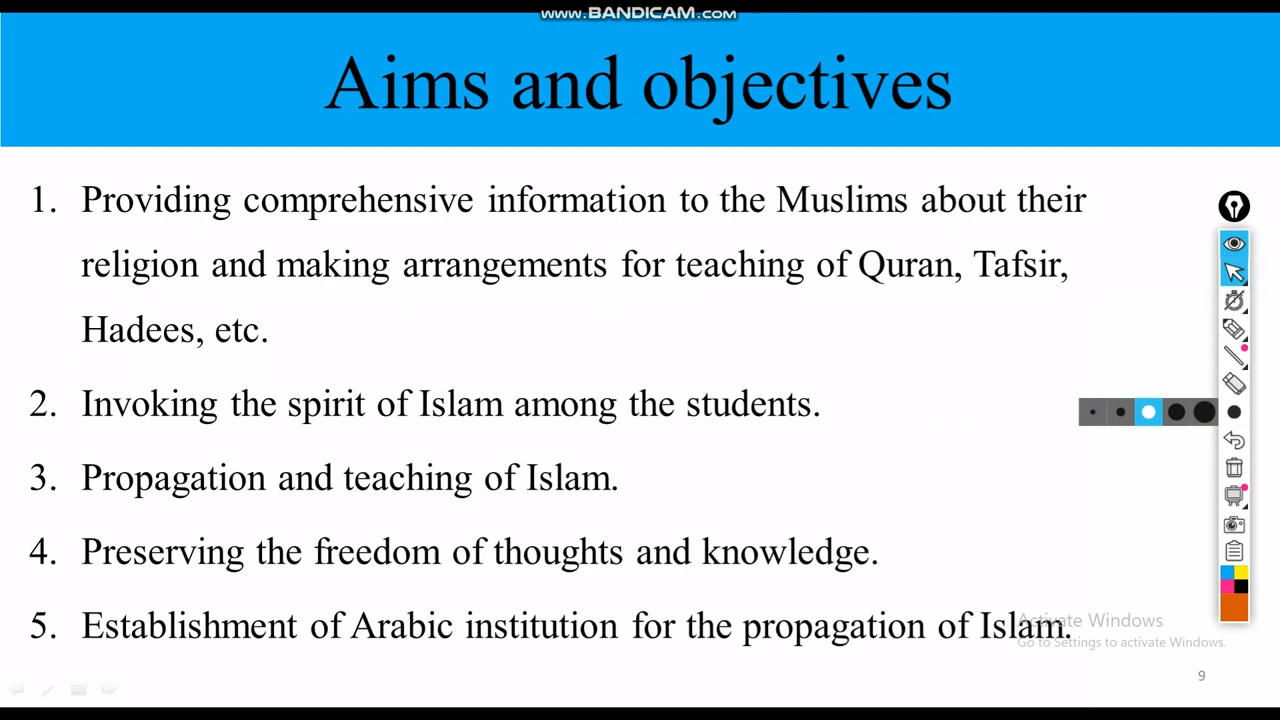 www.BANDICAM.com
Aims and objectives
1. Providing comprehensive information to the Muslims about their
religion and making arrangements for teaching of Quran, Tafsir,
Hadees, etc.
2. Invoking the spirit of Islam among the students.
3. Propagation and teaching of Islam.
4. Preserving the freedom of thoughts and knowledge.
5. Establishment of Arabic institution for the propagation of Islam.
Activate Windows
Go to Settings to activate Windows.
9